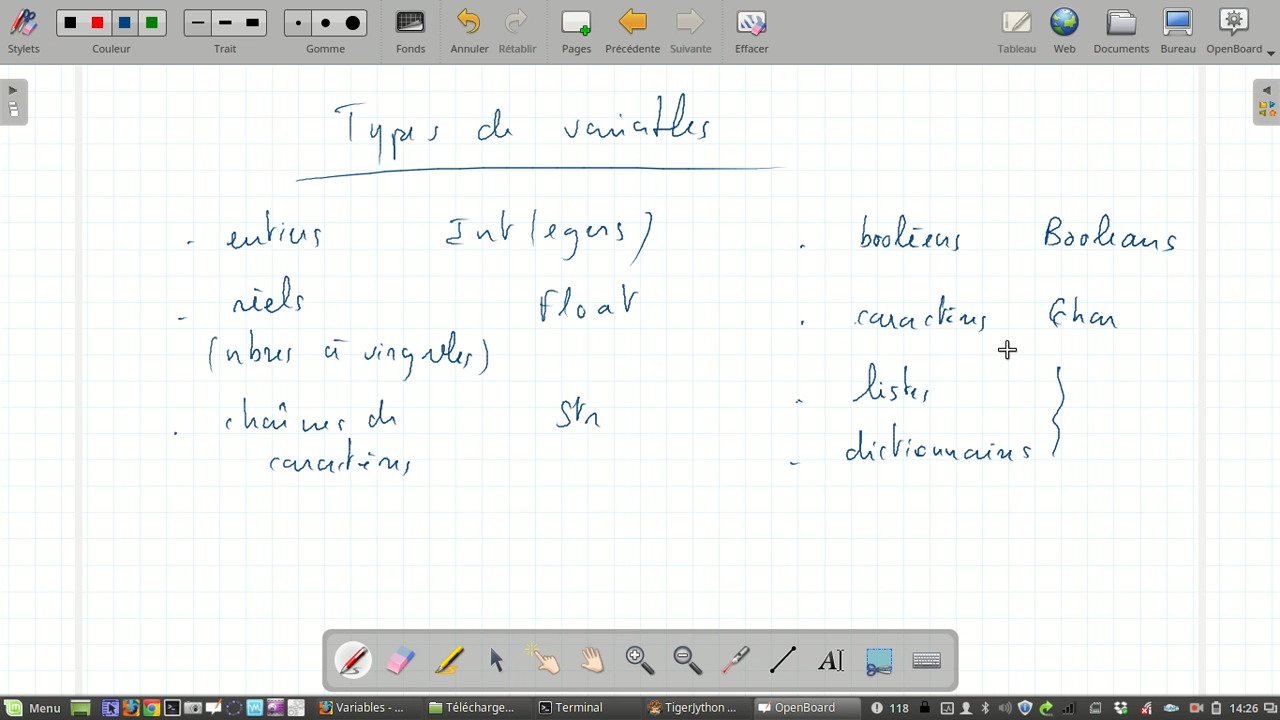 Stylets Couleur Trait Gomme Fonds Annuler Rétablir Pages Précédente Suivante Effacer Tableau Web Documents Bureau OpenBoard
Types de variables
. entiers Int(egers)
- réels Float
(nbres à virgules)
. chaînes de Str
caractères
. booléens Booleans
. caractères Char
- listes
- dictionnaires
Menu Variables - ... Télécharge... Terminal TigerJython ... OpenBoard 118 14:26